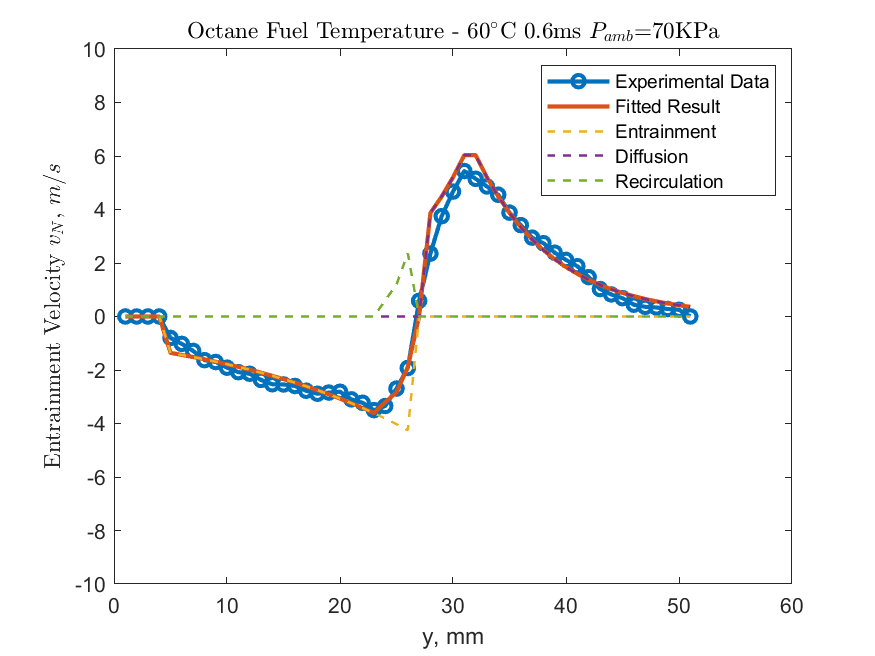 Octane Fuel Temperature - 60°C 0.6ms P_amb=70KPa
Experimental Data
Fitted Result
Entrainment
Diffusion
Recirculation
Entrainment Velocity v_N, m/s
10
8
6
4
2
0
-2
-4
-6
-8
-10
0 10 20 30 40 50 60
y, mm